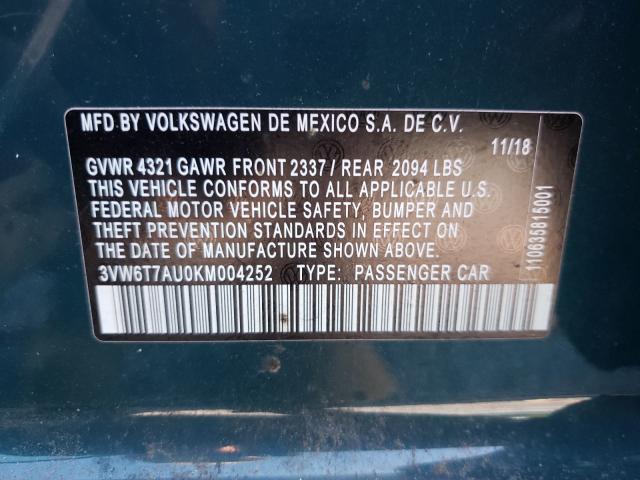 MFD BY VOLKSWAGEN DE MEXICO S.A. DE C.V.
11/18
GVWR 4321 GAWR FRONT 2337 / REAR 2094 LBS
THIS VEHICLE CONFORMS TO ALL APPLICABLE U.S.
FEDERAL MOTOR VEHICLE SAFETY, BUMPER AND
THEFT PREVENTION STANDARDS IN EFFECT ON
THE DATE OF MANUFACTURE SHOWN ABOVE.
3VW6T7AU0KM004252 TYPE: PASSENGER CAR
110635815001